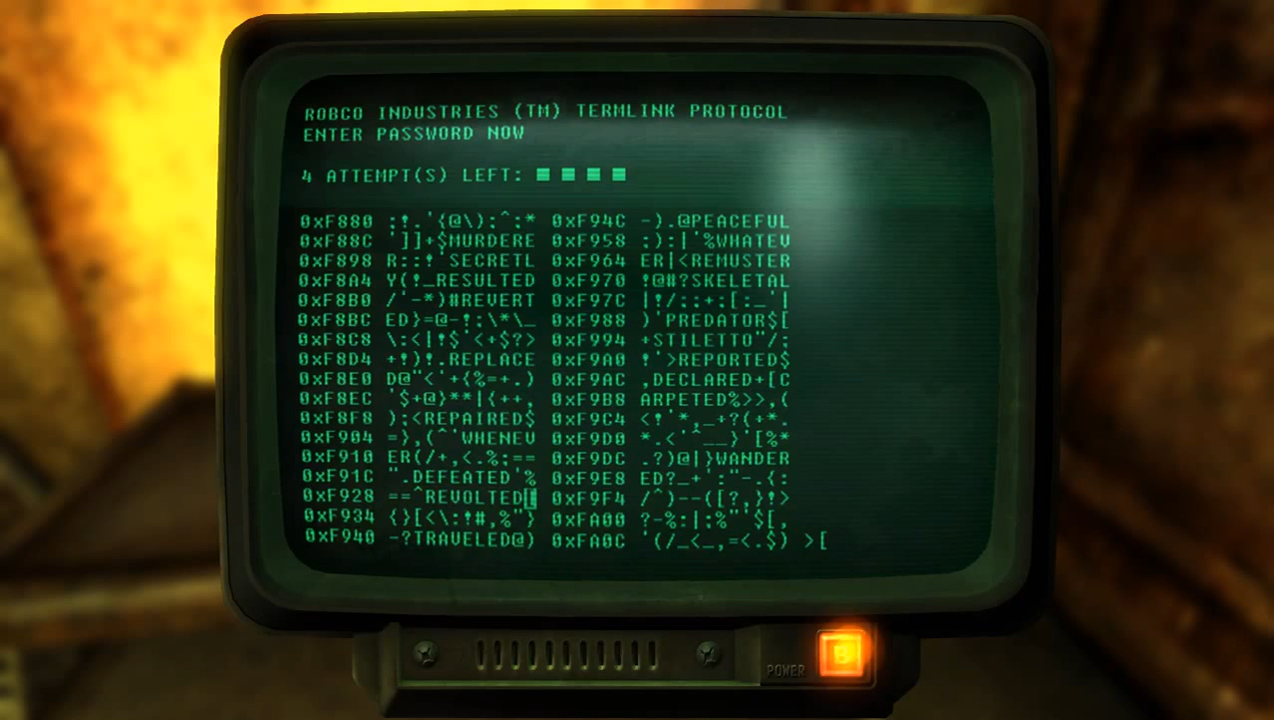 ROBCO INDUSTRIES (TM) TERMLINK PROTOCOL
ENTER PASSWORD NOW
4 ATTEMPT(S) LEFT: ■ ■ ■ ■
0xF880 ;!.'{@\);^;* 0xF94C -).@PEACEFUL
0xF88C ']]+$MURDERE 0xF958 ;):|'%WHATEV
0xF898 R::!'SECRETL 0xF964 ER|<REMUSTER
0xF8A4 Y(!_RESULTED 0xF970 !@#?SKELETAL
0xF8B0 /'-*)#REVERT 0xF97C |!/::+;[:_'|
0xF8BC ED}=@-!;\*\_ 0xF988 )'PREDATOR$[
0xF8C8 \:<|!$'<+$?> 0xF994 +STILETTO"/;
0xF8D4 +!)!.REPLACE 0xF9A0 !'>REPORTED$
0xF8E0 D@"<'+{%=+.) 0xF9AC ,DECLARED+[C
0xF8EC '$+@}**|{++, 0xF9B8 ARPETED%>>,(
0xF8F8 );<REPAIRED$ 0xF9C4 <!'*,_+?(+*.
0xF904 =},(^'WHENEV 0xF9D0 *.<'^__}'[%*
0xF910 ER(/+,<.%;== 0xF9DC .?)@|}WANDER
0xF91C ".DEFEATED'% 0xF9E8 ED?_+':"-.{:
0xF928 ==^REVOLTED[ 0xF9F4 /^)--([?,}!>
0xF934 {}[<\:!#,%"} 0xFA00 ?-%:|:%"'$[,
0xF940 -?TRAVELED@) 0xFA0C '(/_<_,=<.$) >[
POWER